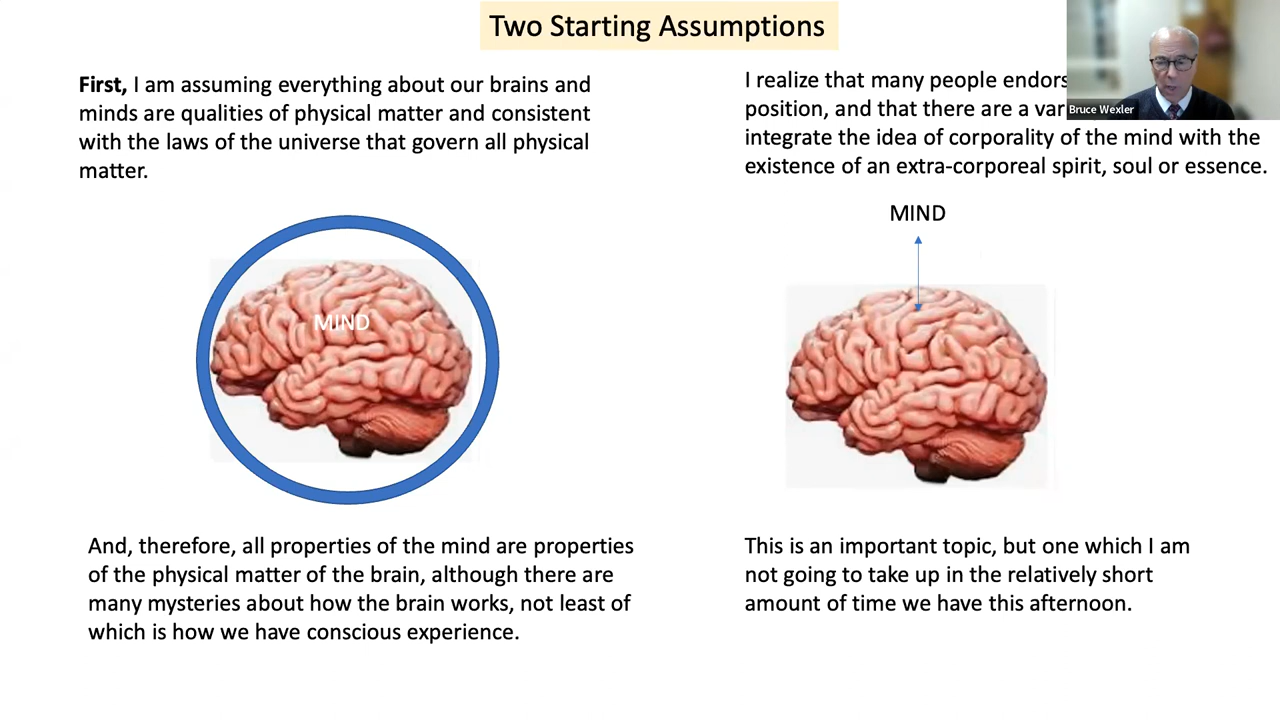 Two Starting Assumptions
First, I am assuming everything about our brains and
minds are qualities of physical matter and consistent
with the laws of the universe that govern all physical
matter.
MIND
And, therefore, all properties of the mind are properties
of the physical matter of the brain, although there are
many mysteries about how the brain works, not least of
which is how we have conscious experience.
I realize that many people endors
position, and that there are a var
integrate the idea of corporality of the mind with the
existence of an extra-corporeal spirit, soul or essence.
MIND
This is an important topic, but one which I am
not going to take up in the relatively short
amount of time we have this afternoon.
Bruce Wexler